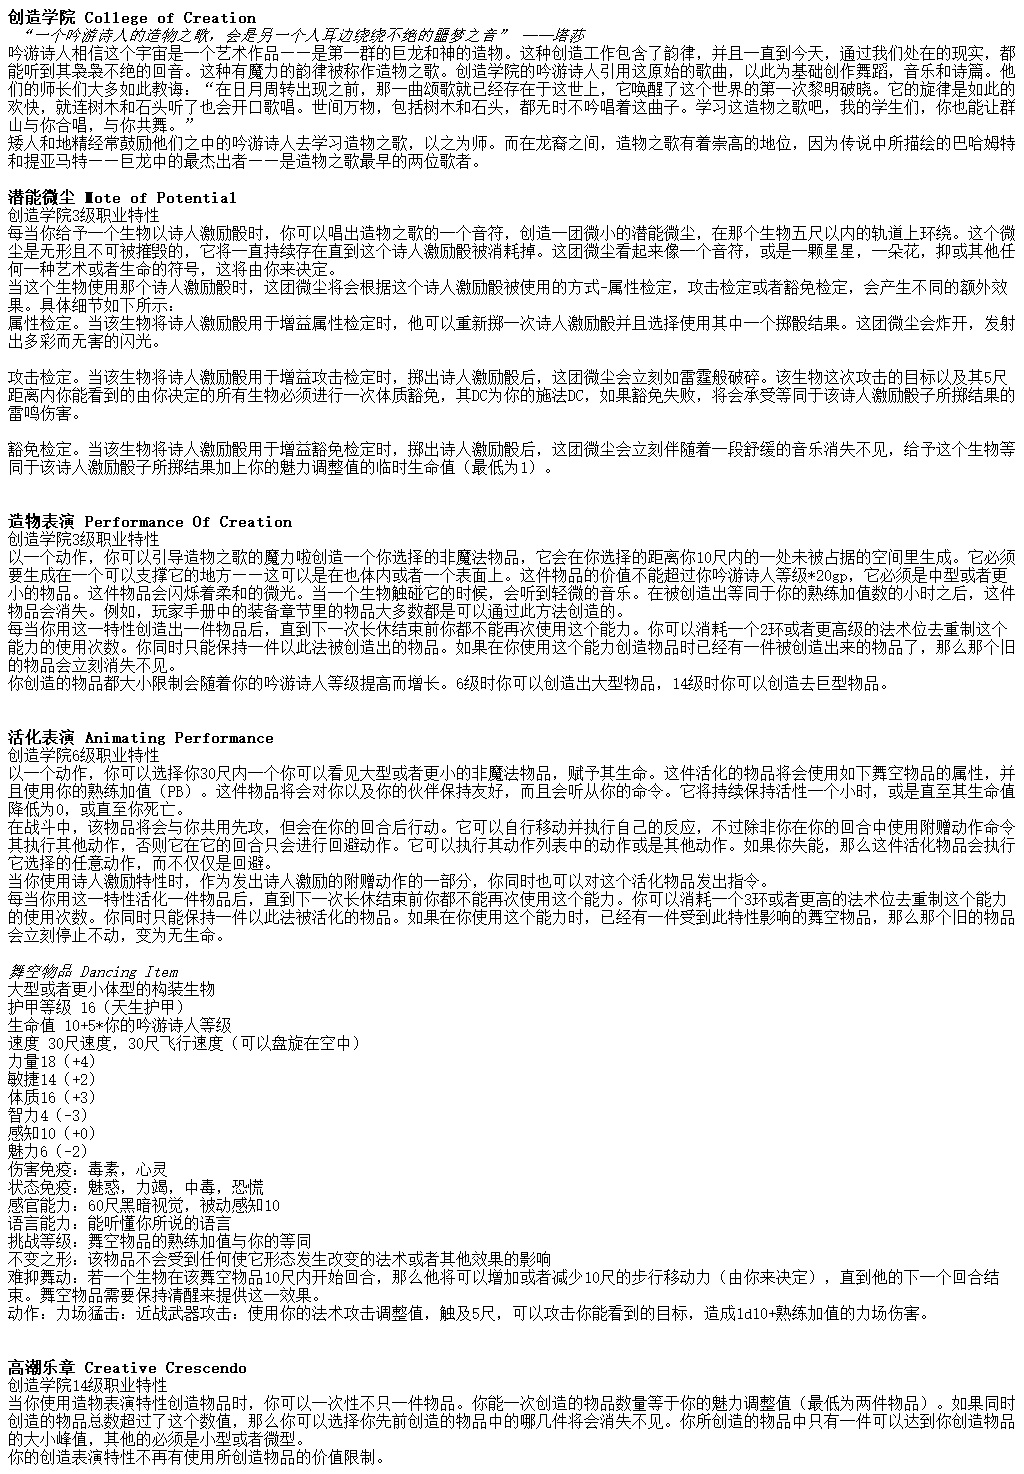 创造学院 College of Creation
“一个吟游诗人的造物之歌，会是另一个人耳边绕绕不绝的噩梦之音” ——塔莎
吟游诗人相信这个宇宙是一个艺术作品——是第一群的巨龙和神的造物。这种创造工作包含了韵律，并且一直到今天，通过我们处在的现实，都
能听到其袅袅不绝的回音。这种有魔力的韵律被称作造物之歌。创造学院的吟游诗人引用这原始的歌曲，以此为基础创作舞蹈，音乐和诗篇。他
们的师长们大多如此教诲：“在日月周转出现之前，那一曲颂歌就已经存在于这世上，它唤醒了这个世界的第一次黎明破晓。它的旋律是如此的
欢快，就连树木和石头听了也会开口歌唱。世间万物，包括树木和石头，都无时不吟唱着这曲子。学习这造物之歌吧，我的学生们，你也能让群
山与你合唱，与你共舞。”
矮人和地精经常鼓励他们之中的吟游诗人去学习造物之歌，以之为师。而在龙裔之间，造物之歌有着崇高的地位，因为传说中所描绘的巴哈姆特
和提亚马特——巨龙中的最杰出者——是造物之歌最早的两位歌者。
潜能微尘 Mote of Potential
创造学院3级职业特性
每当你给予一个生物以诗人激励骰时，你可以唱出造物之歌的一个音符，创造一团微小的潜能微尘，在那个生物五尺以内的轨道上环绕。这个微
尘是无形且不可被摧毁的，它将一直持续存在直到这个诗人激励骰被消耗掉。这团微尘看起来像一个音符，或是一颗星星，一朵花，抑或其他任
何一种艺术或者生命的符号，这将由你来决定。
当这个生物使用那个诗人激励骰时，这团微尘将会根据这个诗人激励骰被使用的方式-属性检定，攻击检定或者豁免检定，会产生不同的额外效
果。具体细节如下所示：
属性检定。当该生物将诗人激励骰用于增益属性检定时，他可以重新掷一次诗人激励骰并且选择使用其中一个掷骰结果。这团微尘会炸开，发射
出多彩而无害的闪光。
攻击检定。当该生物将诗人激励骰用于增益攻击检定时，掷出诗人激励骰后，这团微尘会立刻如雷霆般破碎。该生物这次攻击的目标以及其5尺
距离内你能看到的由你决定的所有生物必须进行一次体质豁免，其DC为你的施法DC，如果豁免失败，将会承受等同于该诗人激励骰子所掷结果的
雷鸣伤害。
豁免检定。当该生物将诗人激励骰用于增益豁免检定时，掷出诗人激励骰后，这团微尘会立刻伴随着一段舒缓的音乐消失不见，给予这个生物等
同于该诗人激励骰子所掷结果加上你的魅力调整值的临时生命值（最低为1）。
造物表演 Performance Of Creation
创造学院3级职业特性
以一个动作，你可以引导造物之歌的魔力啦创造一个你选择的非魔法物品，它会在你选择的距离你10尺内的一处未被占据的空间里生成。它必须
要生成在一个可以支撑它的地方——这可以是在也体内或者一个表面上。这件物品的价值不能超过你吟游诗人等级*20gp，它必须是中型或者更
小的物品。这件物品会闪烁着柔和的微光。当一个生物触碰它的时候，会听到轻微的音乐。在被创造出等同于你的熟练加值数的小时之后，这件
物品会消失。例如，玩家手册中的装备章节里的物品大多数都是可以通过此方法创造的。
每当你用这一特性创造出一件物品后，直到下一次长休结束前你都不能再次使用这个能力。你可以消耗一个2环或者更高级的法术位去重制这个
能力的使用次数。你同时只能保持一件以此法被创造出的物品。如果在你使用这个能力创造物品时已经有一件被创造出来的物品了，那么那个旧
的物品会立刻消失不见。
你创造的物品都大小限制会随着你的吟游诗人等级提高而增长。6级时你可以创造出大型物品，14级时你可以创造去巨型物品。
活化表演 Animating Performance
创造学院6级职业特性
以一个动作，你可以选择你30尺内一个你可以看见大型或者更小的非魔法物品，赋予其生命。这件活化的物品将会使用如下舞空物品的属性，并
且使用你的熟练加值（PB）。这件物品将会对你以及你的伙伴保持友好，而且会听从你的命令。它将持续保持活性一个小时，或是直至其生命值
降低为0，或直至你死亡。
在战斗中，该物品将会与你共用先攻，但会在你的回合后行动。它可以自行移动并执行自己的反应，不过除非你在你的回合中使用附赠动作命令
其执行其他动作，否则它在它的回合只会进行回避动作。它可以执行其动作列表中的动作或是其他动作。如果你失能，那么这件活化物品会执行
它选择的任意动作，而不仅仅是回避。
当你使用诗人激励特性时，作为发出诗人激励的附赠动作的一部分，你同时也可以对这个活化物品发出指令。
每当你用这一特性活化一件物品后，直到下一次长休结束前你都不能再次使用这个能力。你可以消耗一个3环或者更高的法术位去重制这个能力
的使用次数。你同时只能保持一件以此法被活化的物品。如果在你使用这个能力时，已经有一件受到此特性影响的舞空物品，那么那个旧的物品
会立刻停止不动，变为无生命。
舞空物品 Dancing Item
大型或者更小体型的构装生物
护甲等级 16（天生护甲）
生命值 10+5*你的吟游诗人等级
速度 30尺速度，30尺飞行速度（可以盘旋在空中）
力量18（+4）
敏捷14（+2）
体质16（+3）
智力4（-3）
感知10（+0）
魅力6（-2）
伤害免疫：毒素，心灵
状态免疫：魅惑，力竭，中毒，恐慌
感官能力：60尺黑暗视觉，被动感知10
语言能力：能听懂你所说的语言
挑战等级：舞空物品的熟练加值与你的等同
不变之形：该物品不会受到任何使它形态发生改变的法术或者其他效果的影响
难抑舞动：若一个生物在该舞空物品10尺内开始回合，那么他将可以增加或者减少10尺的步行移动力（由你来决定），直到他的下一个回合结
束。舞空物品需要保持清醒来提供这一效果。
动作：力场猛击：近战武器攻击：使用你的法术攻击调整值，触及5尺，可以攻击你能看到的目标，造成1d10+熟练加值的力场伤害。
高潮乐章 Creative Crescendo
创造学院14级职业特性
当你使用造物表演特性创造物品时，你可以一次性不只一件物品。你能一次创造的物品数量等于你的魅力调整值（最低为两件物品）。如果同时
创造的物品总数超过了这个数值，那么你可以选择你先前创造的物品中的哪几件将会消失不见。你所创造的物品中只有一件可以达到你创造物品
的大小峰值，其他的必须是小型或者微型。
你的创造表演特性不再有使用所创造物品的价值限制。